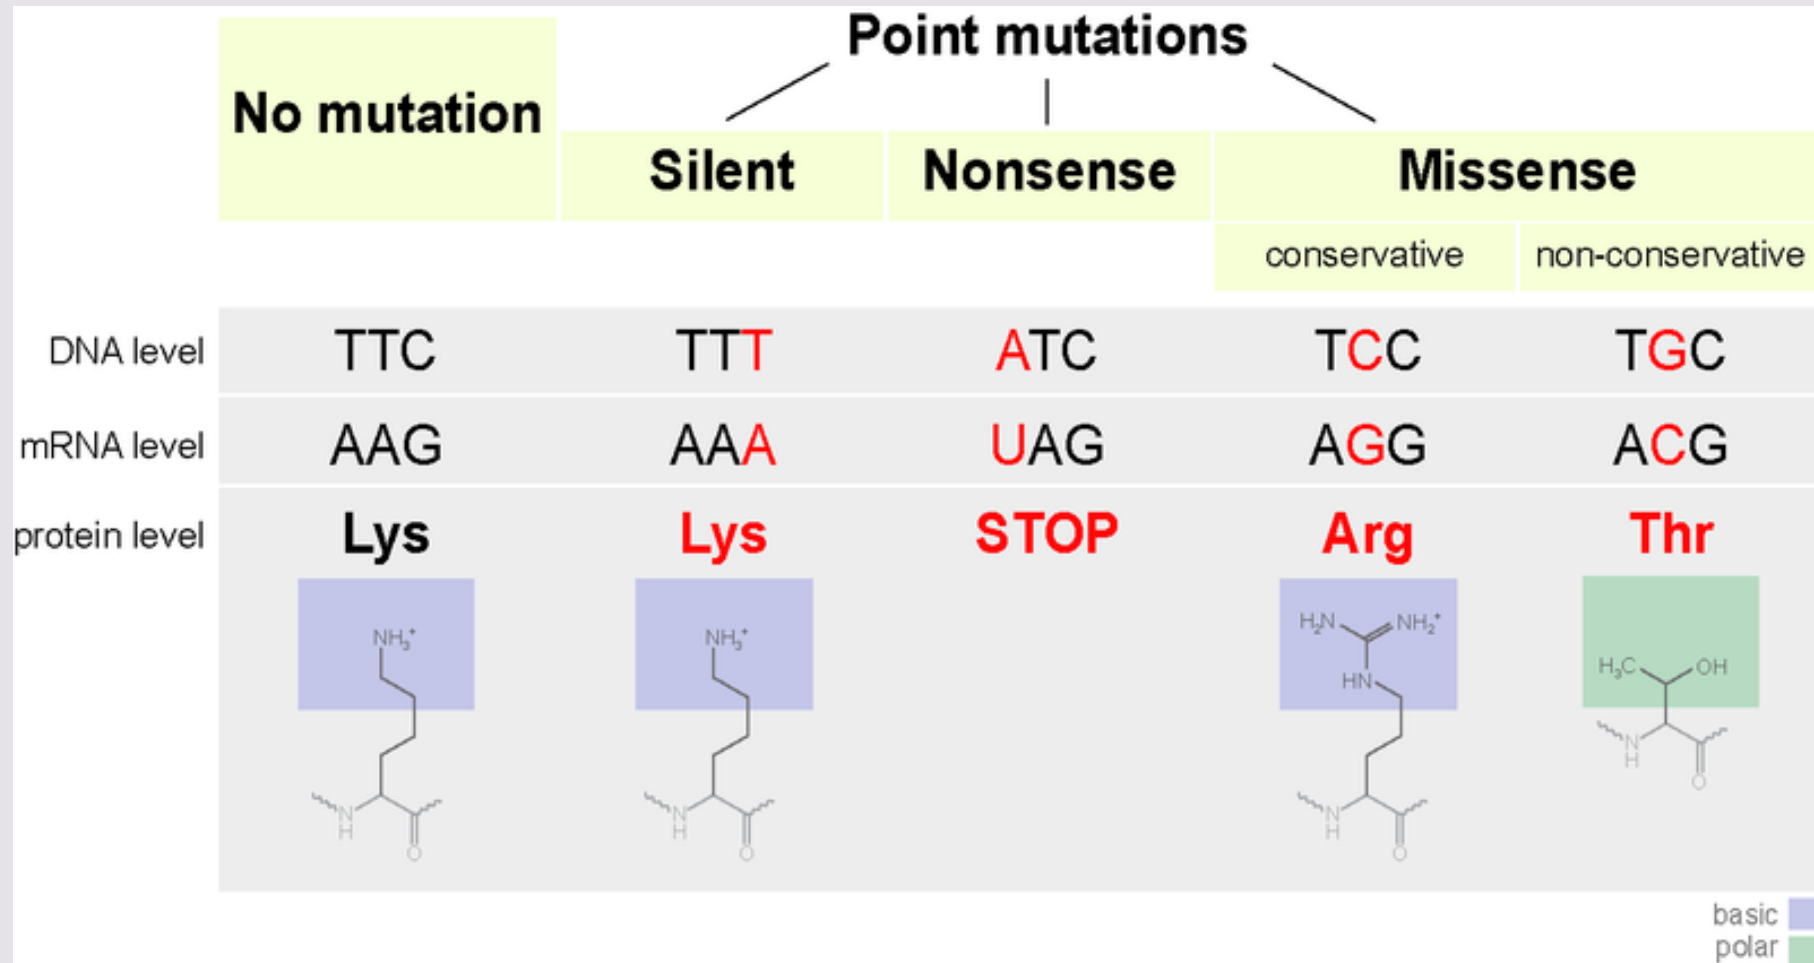 Point mutations
No mutation
Silent Nonsense Missense
conservative non-conservative
DNA level TTC TTT ATC TCC TGC
mRNA level AAG AAA UAG AGG ACG
protein level Lys Lys STOP Arg Thr
NH₃⁺ NH₃⁺ H₂N NH₂⁺
HN H₃C OH
N H O N H O N H O N H O
basic
polar